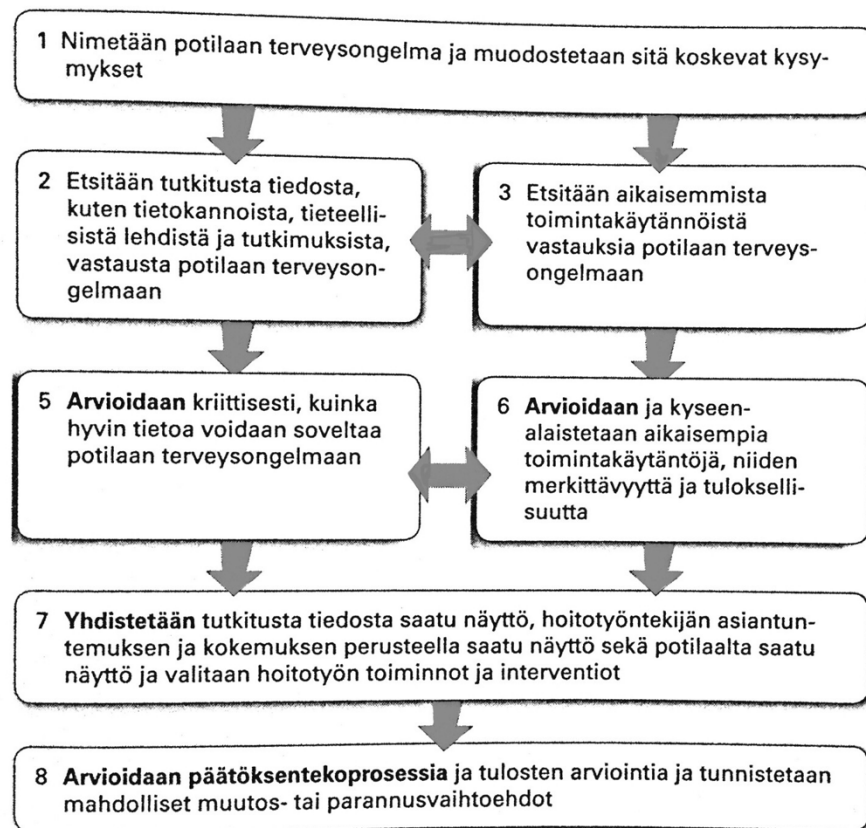 1 Nimetään potilaan terveysongelma ja muodostetaan sitä koskevat kysy-
mykset
2 Etsitään tutkitusta tiedosta,
kuten tietokannoista, tieteelli-
sistä lehdistä ja tutkimuksista,
vastausta potilaan terveyson-
gelmaan
3 Etsitään aikaisemmista
toimintakäytännöistä
vastauksia potilaan terveys-
ongelmaan
5 Arvioidaan kriittisesti, kuinka
hyvin tietoa voidaan soveltaa
potilaan terveysongelmaan
6 Arvioidaan ja kyseen-
alaistetaan aikaisempia
toimintakäytäntöjä, niiden
merkittävyyttä ja tulokselli-
suutta
7 Yhdistetään tutkitusta tiedosta saatu näyttö, hoitotyöntekijän asiantun-
temuksen ja kokemuksen perusteella saatu näyttö sekä potilaalta saatu
näyttö ja valitaan hoitotyön toiminnot ja interventiot
8 Arvioidaan päätöksentekoprosessia ja tulosten arviointia ja tunnistetaan
mahdolliset muutos- tai parannusvaihtoehdot